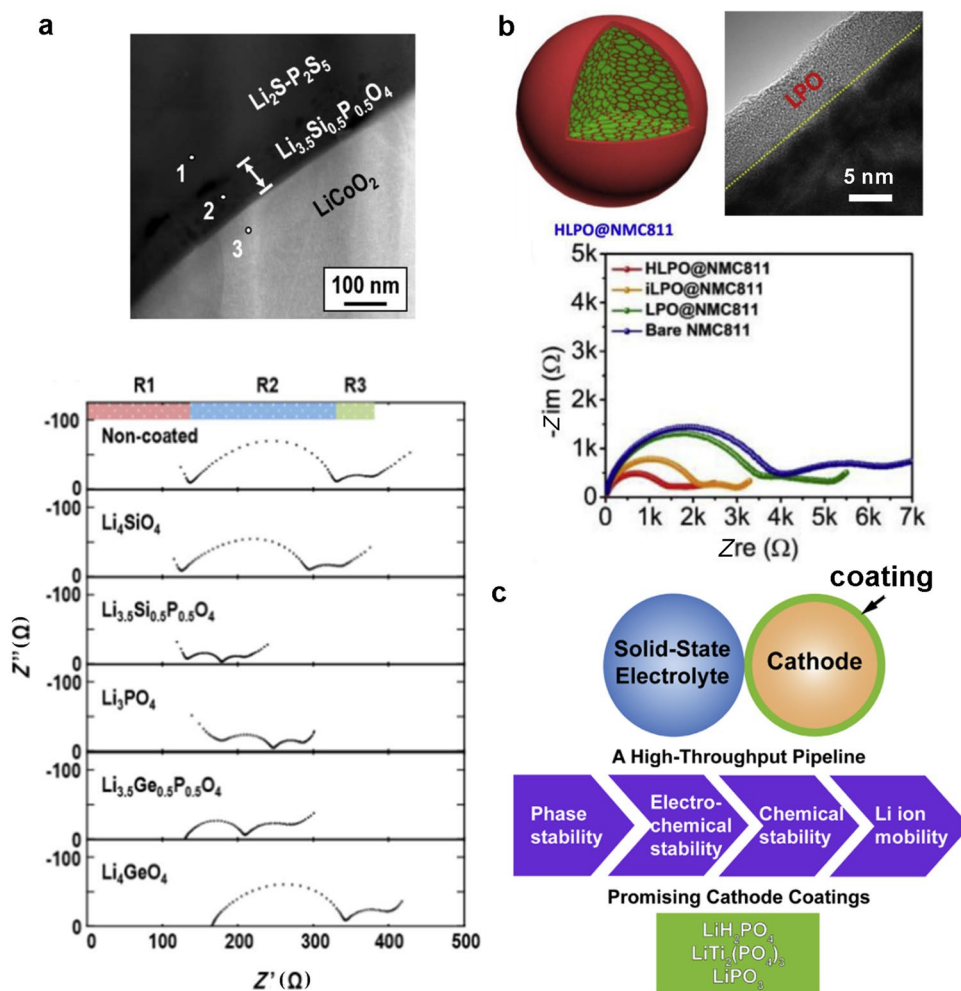 a
Li₂S-P₂S₅
Li₃.₅Si₀.₅P₀.₅O₄
LiCoO₂
1
2
3
100 nm
R1 R2 R3
Non-coated
Li₄SiO₄
Li₃.₅Si₀.₅P₀.₅O₄
Li₃PO₄
Li₃.₅Ge₀.₅P₀.₅O₄
Li₄GeO₄
-100
0
-100
0
-100
0
-100
0
-100
0
-100
0
Z''(Ω)
0 100 200 300 400 500
Z'(Ω)
b
HLPO@NMC811
LPO
5 nm
HLPO@NMC811
iLPO@NMC811
LPO@NMC811
Bare NMC811
5k
4k
3k
2k
1k
0
-Zim (Ω)
0 1k 2k 3k 4k 5k 6k 7k
Zre (Ω)
c
coating
Solid-State
Electrolyte
Cathode
A High-Throughput Pipeline
Phase
stability
Electro-
chemical
stability
Chemical
stability
Li ion
mobility
Promising Cathode Coatings
LiH₂PO₄
LiTi₂(PO₄)₃
LiPO₃